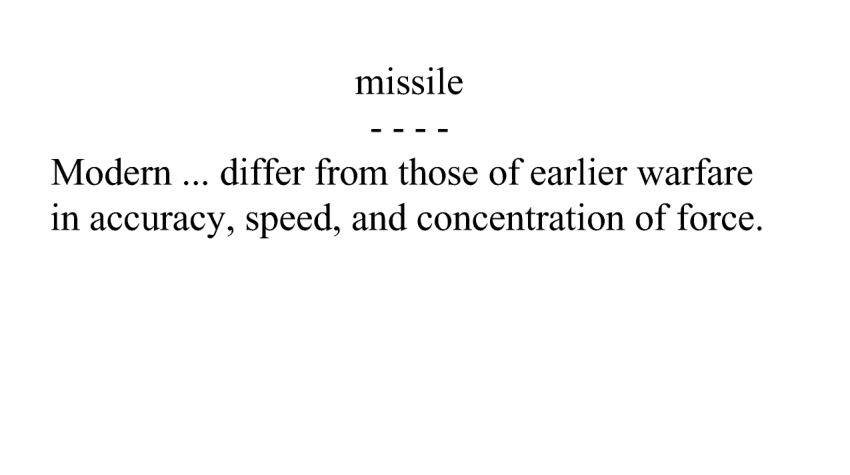 missile
- - - -
Modern ... differ from those of earlier warfare
in accuracy, speed, and concentration of force.